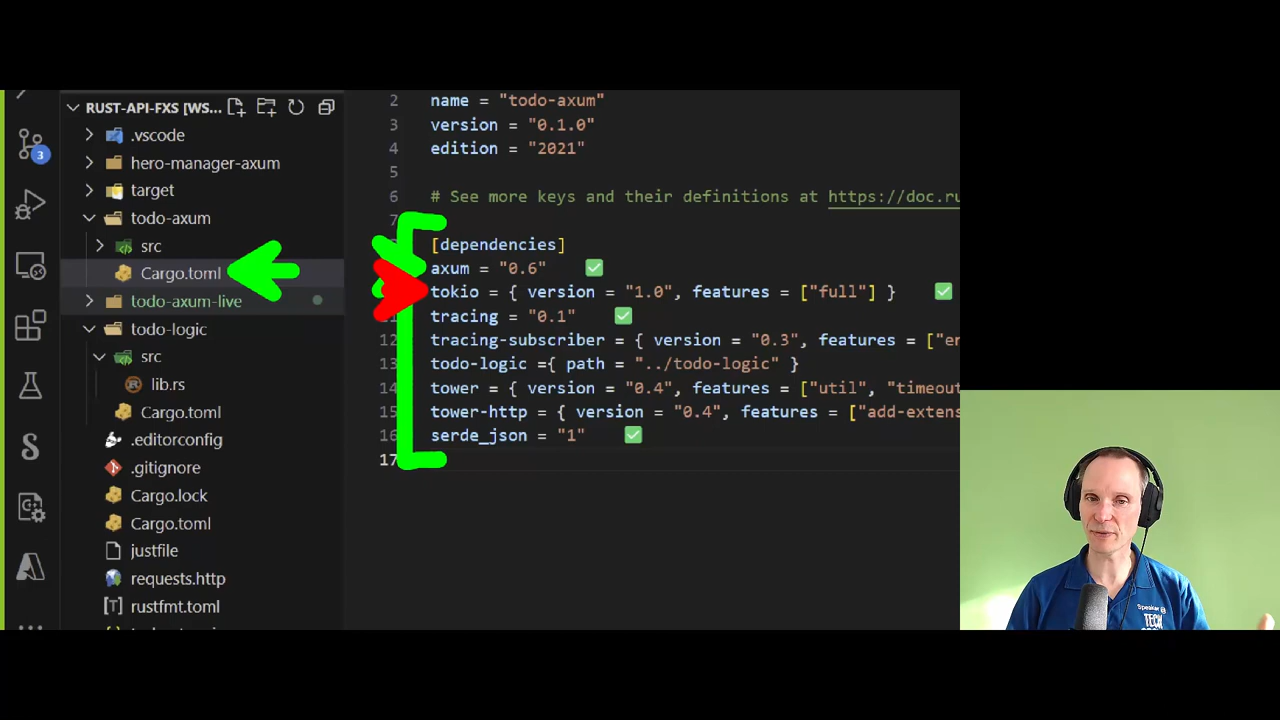 RUST-API-FXS [WS...
.vscode
hero-manager-axum
target
todo-axum
src
Cargo.toml
todo-axum-live
todo-logic
src
lib.rs
Cargo.toml
.editorconfig
.gitignore
Cargo.lock
Cargo.toml
justfile
requests.http
rustfmt.toml
3
2 name = "todo-axum"
3 version = "0.1.0"
4 edition = "2021"
5
6 # See more keys and their definitions at https://doc.ru
7
[dependencies]
axum = "0.6"
tokio = { version = "1.0", features = ["full"] }
tracing = "0.1"
12 tracing-subscriber = { version = "0.3", features = ["en
13 todo-logic ={ path = "../todo-logic" }
14 tower = { version = "0.4", features = ["util", "timeout
15 tower-http = { version = "0.4", features = ["add-extens
16 serde_json = "1"
17
Speaker
TECH